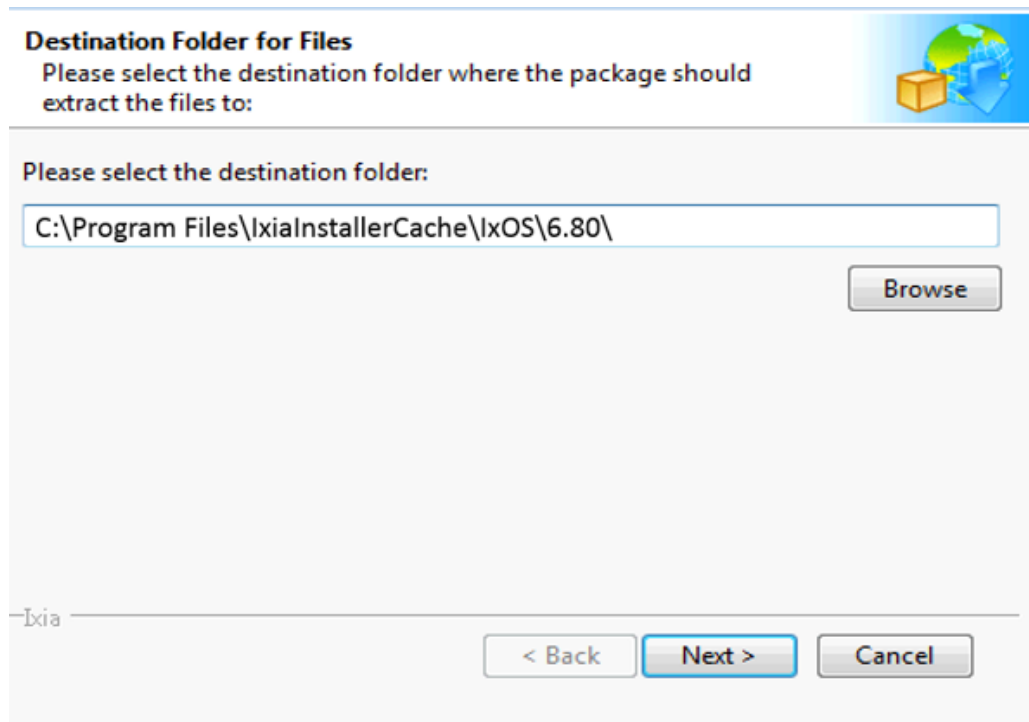 Destination Folder for Files
Please select the destination folder where the package should
extract the files to:
Please select the destination folder:
C:\Program Files\IxiaInstallerCache\IxOS\6.80\
Browse
Ixia
< Back
Next >
Cancel